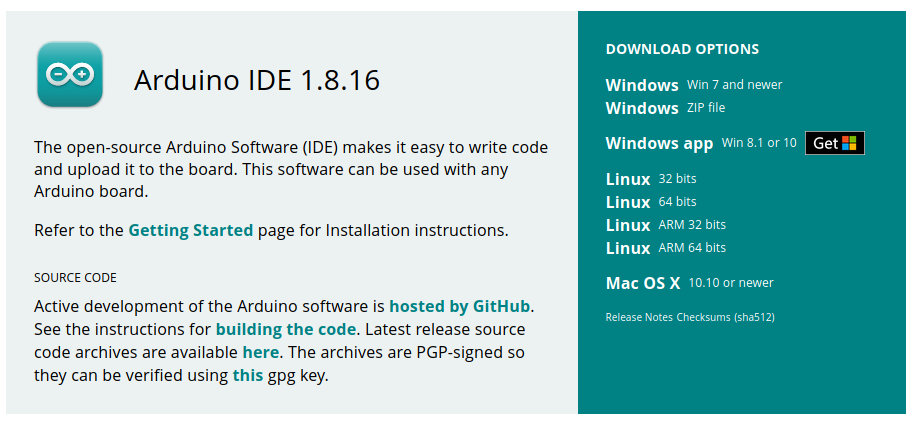 Arduino IDE 1.8.16
The open-source Arduino Software (IDE) makes it easy to write code
and upload it to the board. This software can be used with any
Arduino board.
Refer to the Getting Started page for Installation instructions.
SOURCE CODE
Active development of the Arduino software is hosted by GitHub.
See the instructions for building the code. Latest release source
code archives are available here. The archives are PGP-signed so
they can be verified using this gpg key.
DOWNLOAD OPTIONS
Windows Win 7 and newer
Windows ZIP file
Windows app Win 8.1 or 10 Get
Linux 32 bits
Linux 64 bits
Linux ARM 32 bits
Linux ARM 64 bits
Mac OS X 10.10 or newer
Release Notes Checksums (sha512)